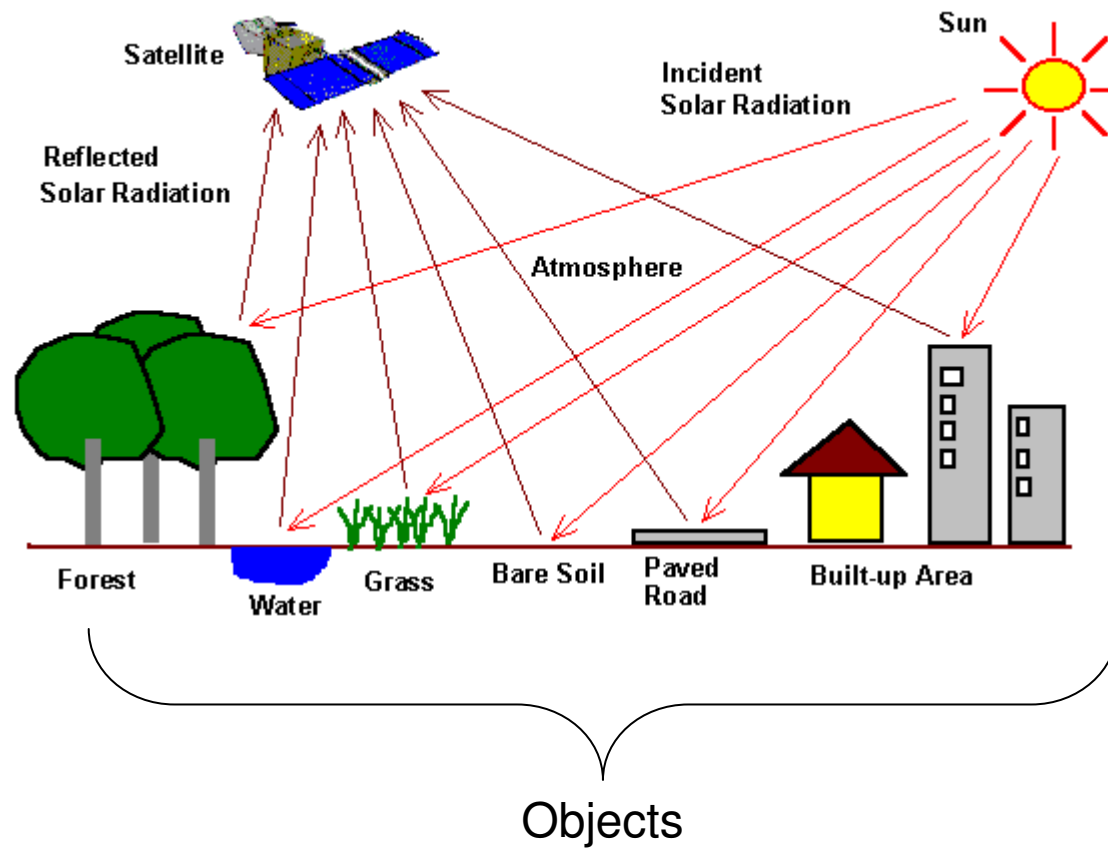 Sun
Satellite
Incident
Solar Radiation
Reflected
Solar Radiation
Atmosphere
Forest
Water
Grass
Bare Soil
Paved
Road
Built-up Area
Objects